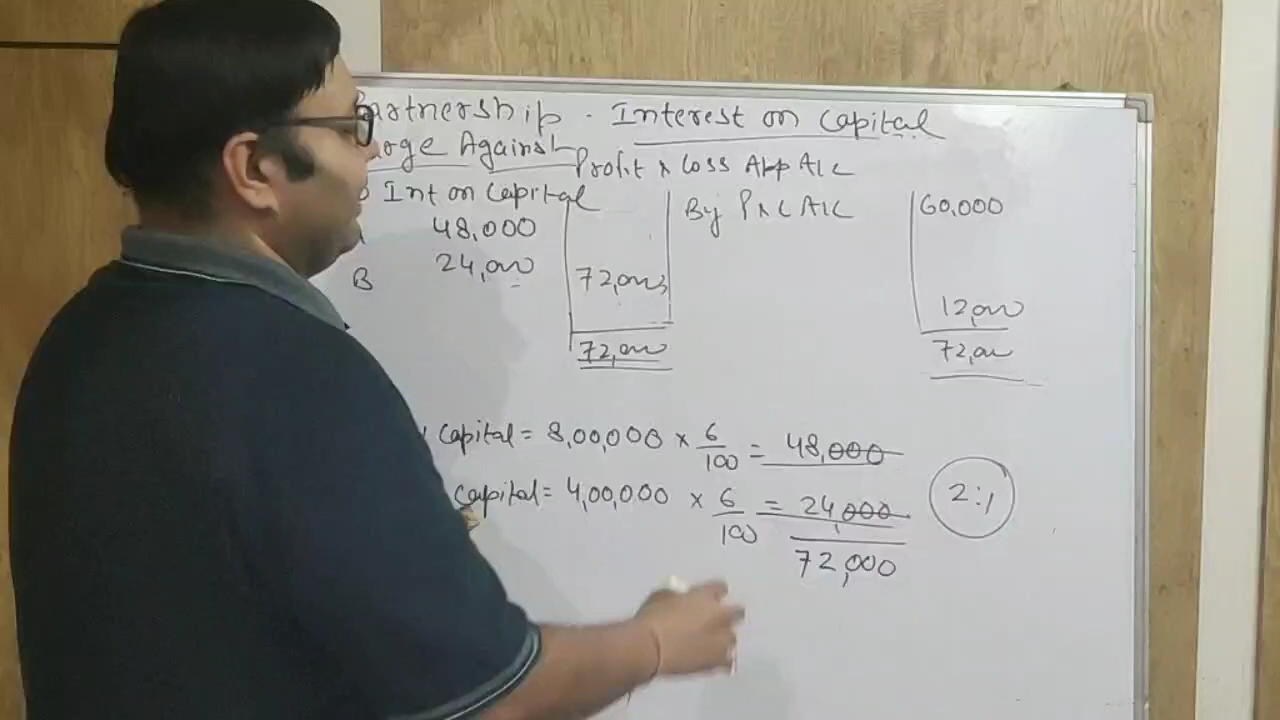 Partnership . Interest on Capital
Against
Profit & Loss App A/C
Int on Capital
By P & L A/C 60,000
48,000
B 24,000 72,000
12,000
72,000 72,000
Capital = 8,00,000 x 6/100 = 48,000
Capital = 4,00,000 x 6/100 = 24,000
2:1
72,000